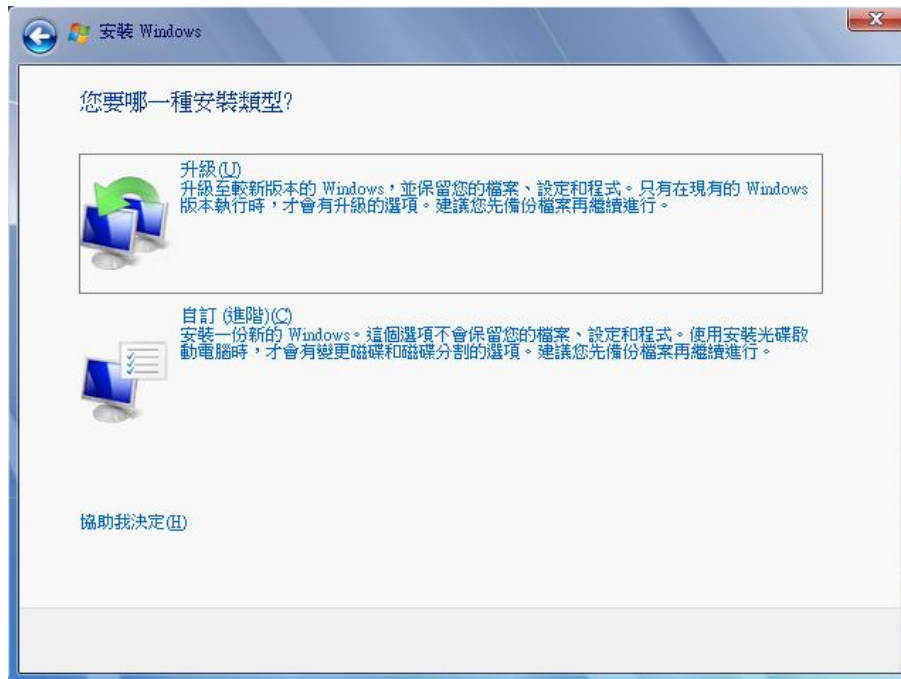 安裝 Windows
您要哪一種安裝類型?
升級(U)
升級至較新版本的 Windows,並保留您的檔案、設定和程式。只有在現有的 Windows
版本執行時,才會有升級的選項。建議您先備份檔案再繼續進行。
自訂 (進階)(C)
安裝一份新的 Windows。這個選項不會保留您的檔案、設定和程式。使用安裝光碟啟
動電腦時,才會有變更磁碟和磁碟分割的選項。建議您先備份檔案再繼續進行。
協助我決定(H)